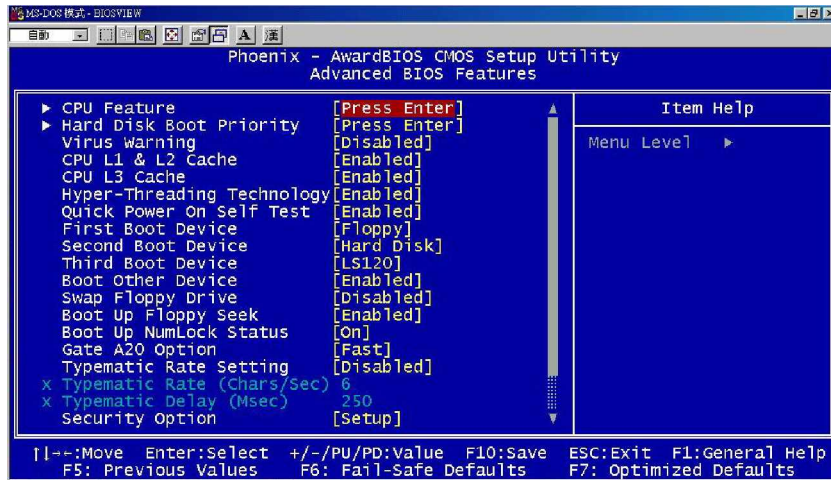 MS-DOS 模式 - BIOSVIEW
自動
A 漢
Phoenix - AwardBIOS CMOS Setup Utility
Advanced BIOS Features
▶ CPU Feature [Press Enter]
▶ Hard Disk Boot Priority [Press Enter]
Virus Warning [Disabled]
CPU L1 & L2 Cache [Enabled]
CPU L3 Cache [Enabled]
Hyper-Threading Technology[Enabled]
Quick Power On Self Test [Enabled]
First Boot Device [Floppy]
Second Boot Device [Hard Disk]
Third Boot Device [LS120]
Boot Other Device [Enabled]
Swap Floppy Drive [Disabled]
Boot Up Floppy Seek [Enabled]
Boot Up NumLock Status [On]
Gate A20 Option [Fast]
Typematic Rate Setting [Disabled]
x Typematic Rate (Chars/Sec) 6
x Typematic Delay (Msec) 250
Security Option [Setup]
Item Help
Menu Level ▶
↑↓→←:Move Enter:Select +/-/PU/PD:Value F10:Save ESC:Exit F1:General Help
F5: Previous Values F6: Fail-Safe Defaults F7: Optimized Defaults